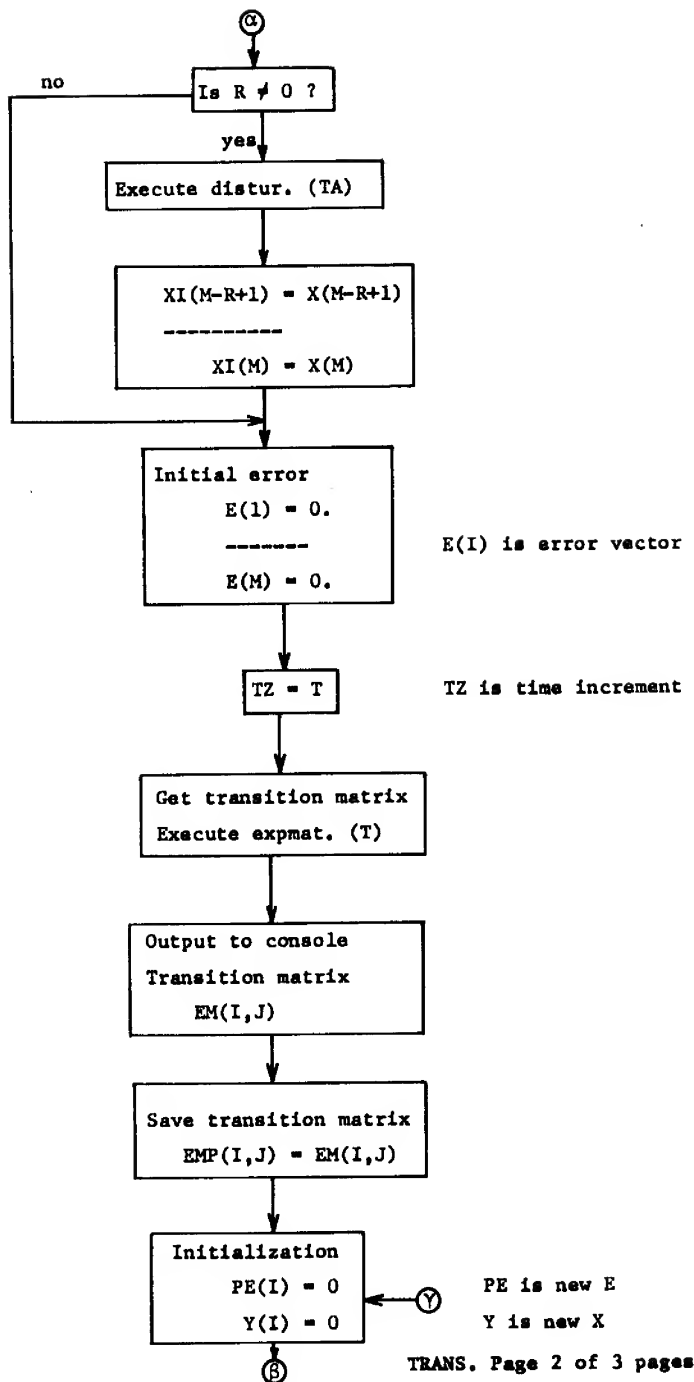 α
no
Is R ≠ 0 ?
yes
Execute distur. (TA)
XI(M-R+1) = X(M-R+1)
----------
XI(M) = X(M)
Initial error
E(1) = 0.
-------
E(M) = 0.
E(I) is error vector
TZ = T
TZ is time increment
Get transition matrix
Execute expmat. (T)
Output to console
Transition matrix
EM(I,J)
Save transition matrix
EMP(I,J) = EM(I,J)
Initialization
PE(I) = 0
Y(I) = 0
γ
PE is new E
Y is new X
β
TRANS. Page 2 of 3 pages